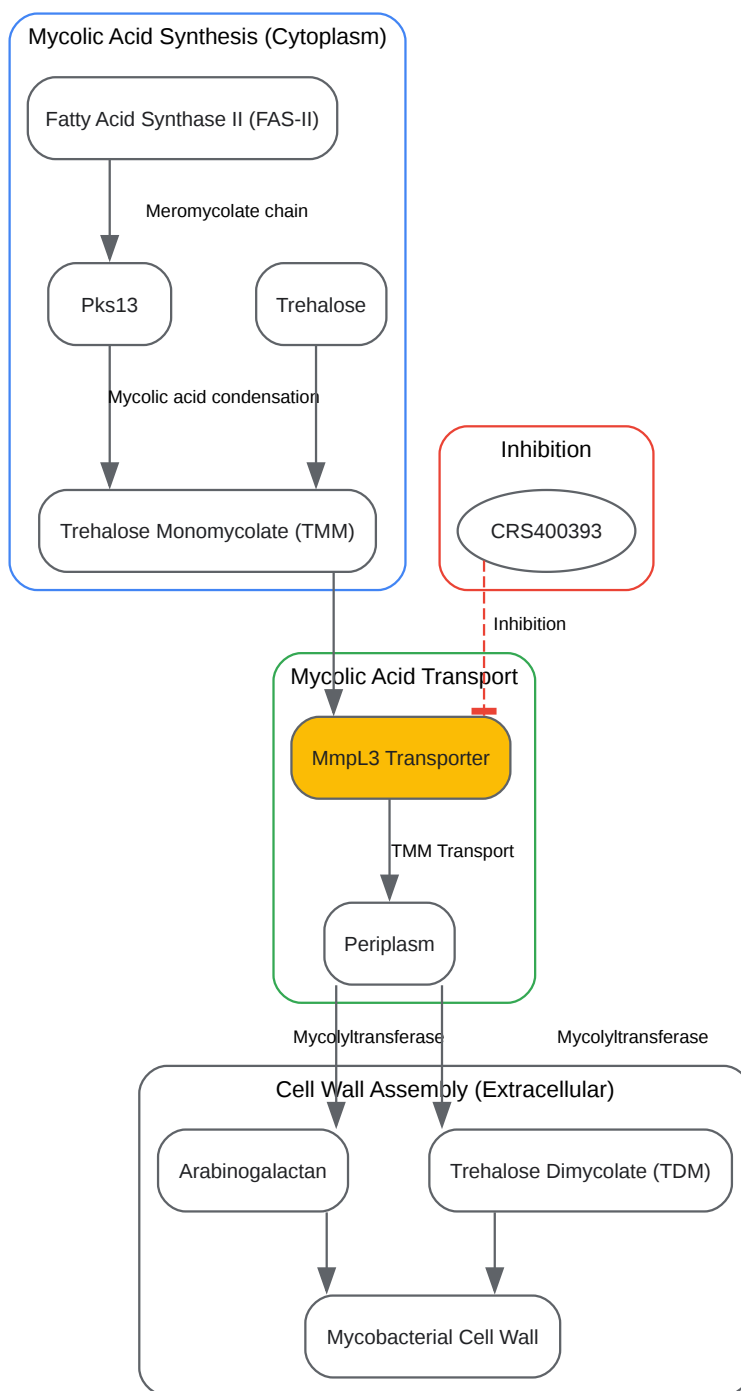 Mycolic Acid Synthesis (Cytoplasm)
Fatty Acid Synthase II (FAS-II)
Meromycolate chain
Pks13
Trehalose
Mycolic acid condensation
Trehalose Monomycolate (TMM)
Inhibition
CRS400393
Inhibition
Mycolic Acid Transport
MmpL3 Transporter
TMM Transport
Periplasm
Mycolyltransferase
Mycolyltransferase
Cell Wall Assembly (Extracellular)
Arabinogalactan
Trehalose Dimycolate (TDM)
Mycobacterial Cell Wall